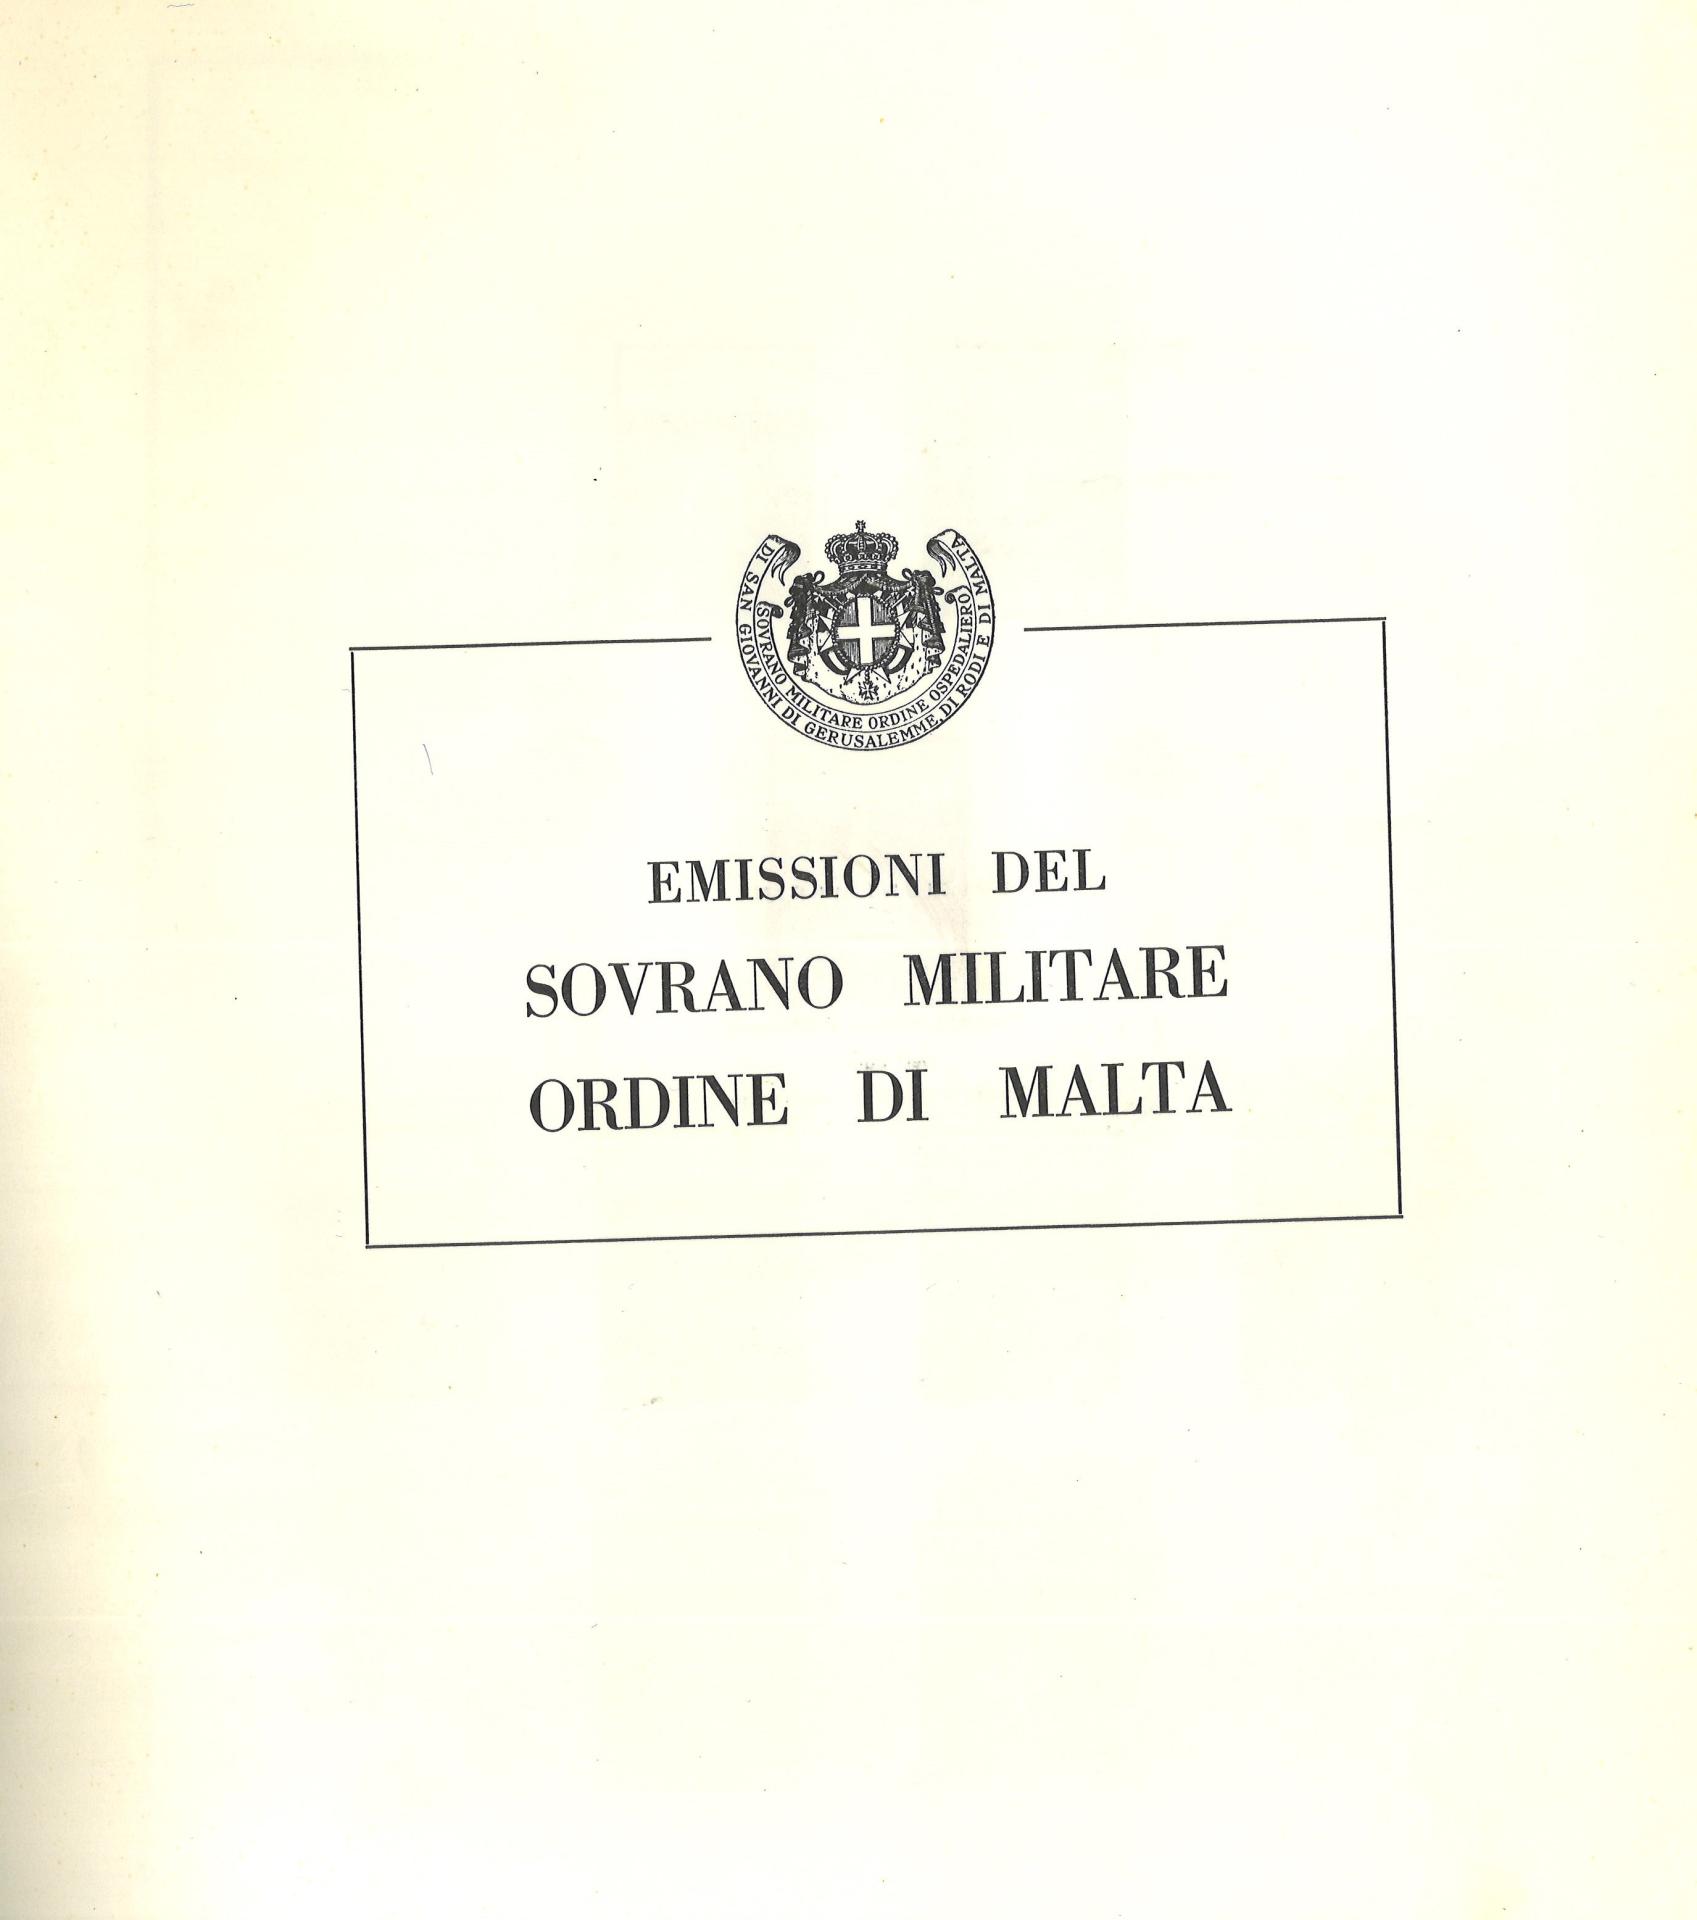 (SOVRANO MILITARE ORDINE OSPEDALIERO)
DI SAN GIOVANNI DI GERUSALEMME, DI RODI E DI MALTA
EMISSIONI DEL
SOVRANO MILITARE
ORDINE DI MALTA